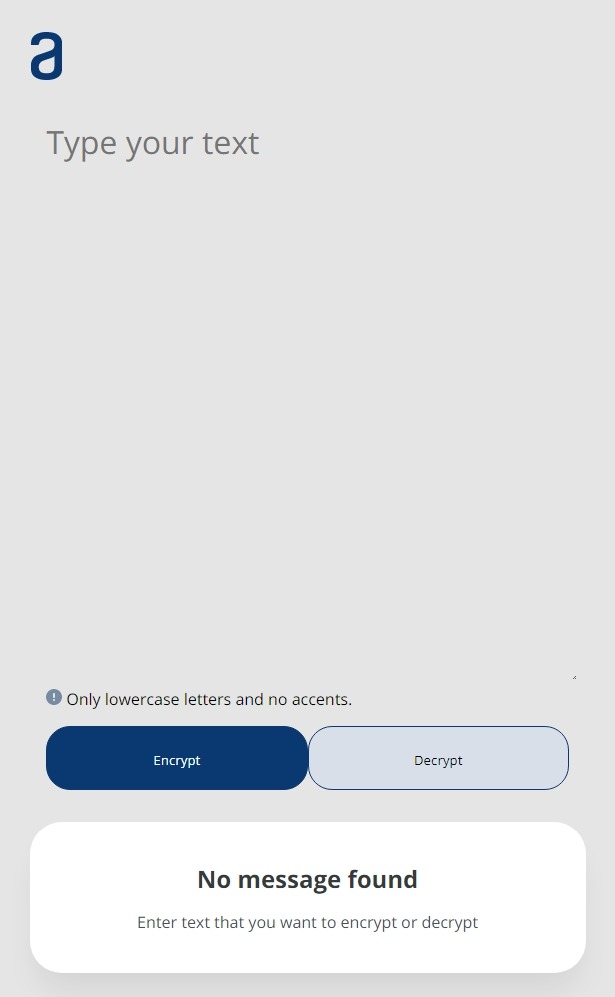 a
Type your text
Only lowercase letters and no accents.
Encrypt
Decrypt
No message found
Enter text that you want to encrypt or decrypt